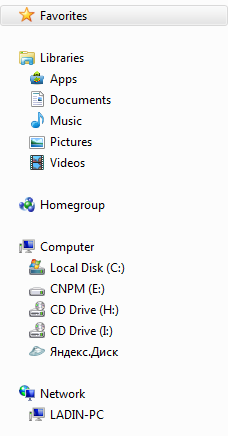 Favorites
Libraries
Apps
Documents
Music
Pictures
Videos
Homegroup
Computer
Local Disk (C:)
CNPM (E:)
CD Drive (H:)
CD Drive (I:)
Яндекс.Диск
Network
LADIN-PC